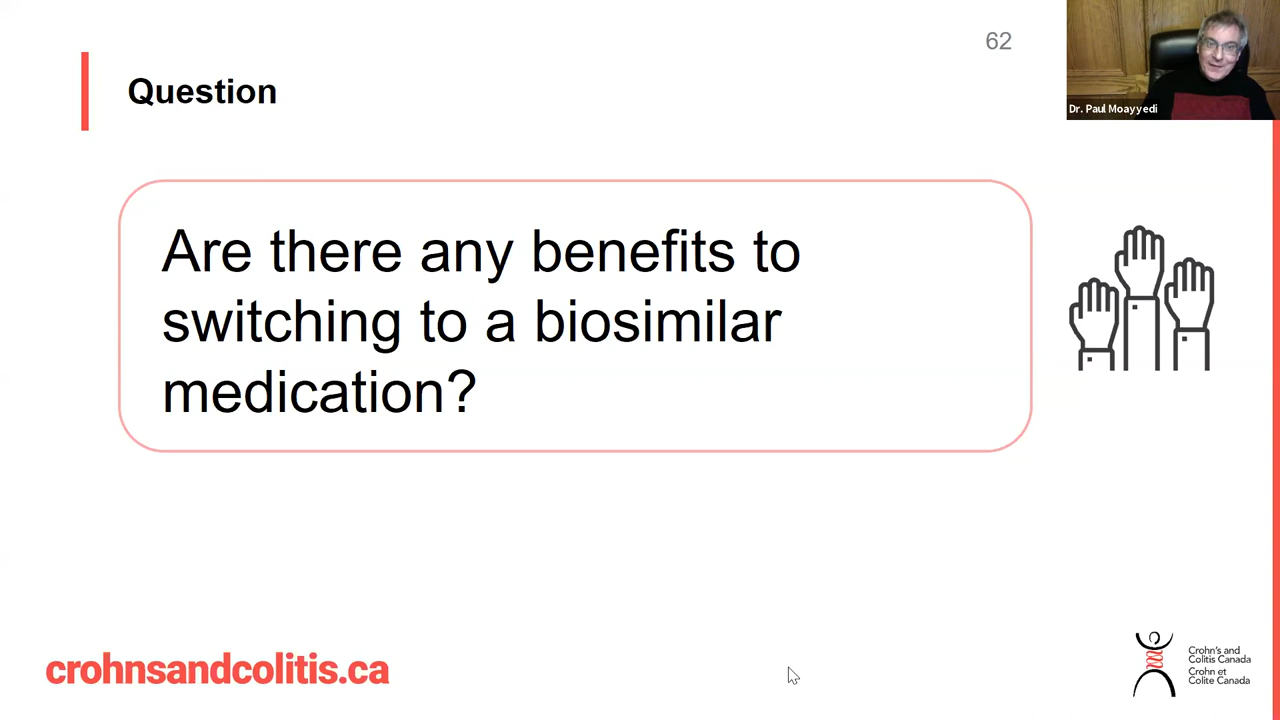 62
Question
Dr. Paul Moayyedi
Are there any benefits to
switching to a biosimilar
medication?
crohnsandcolitis.ca
Crohn's and
Colitis Canada
Crohn et
Colite Canada